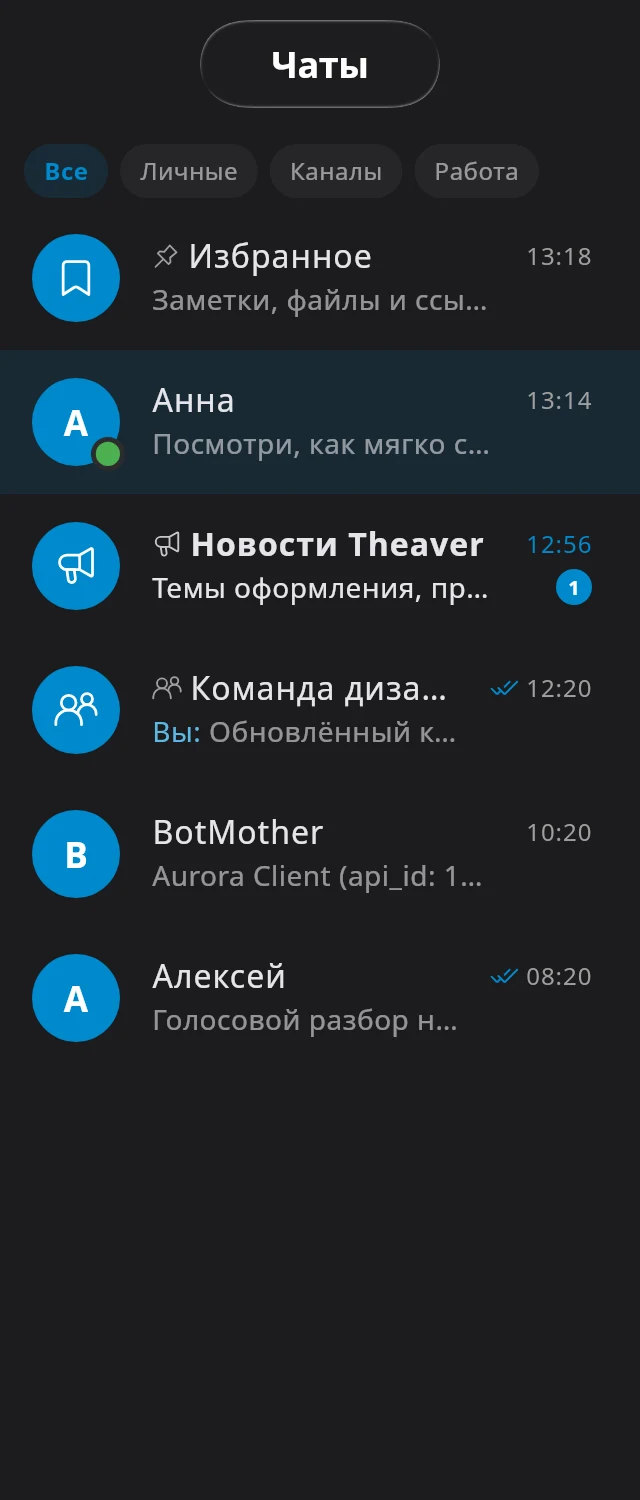 Чаты
Все Личные Каналы Работа
Избранное 13:18
Заметки, файлы и ссы...
А Анна 13:14
Посмотри, как мягко с...
Новости Theaver 12:56
Темы оформления, пр... 1
Команда диза... 12:20
Вы: Обновлённый к...
B BotMother 10:20
Aurora Client (api_id: 1...
А Алексей 08:20
Голосовой разбор н...